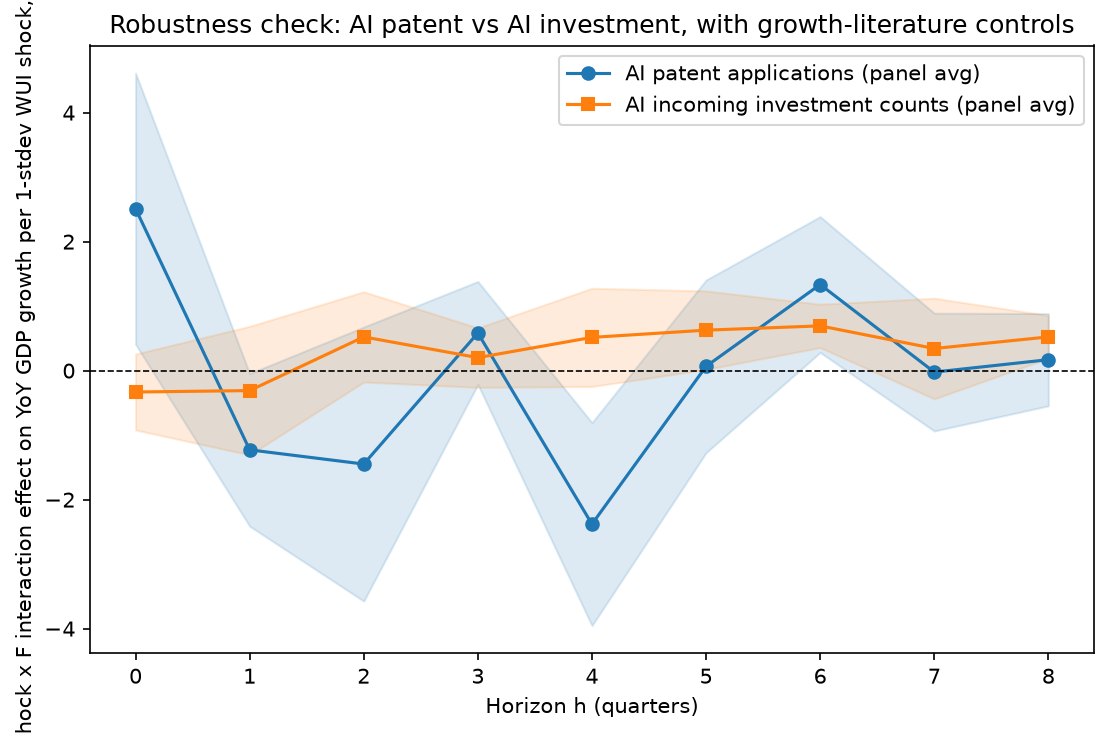 Robustness check: AI patent vs AI investment, with growth-literature controls
AI patent applications (panel avg)
AI incoming investment counts (panel avg)
hock x F interaction effect on YoY GDP growth per 1-stdev WUI shock,
4
2
0
−2
−4
0 1 2 3 4 5 6 7 8
Horizon h (quarters)